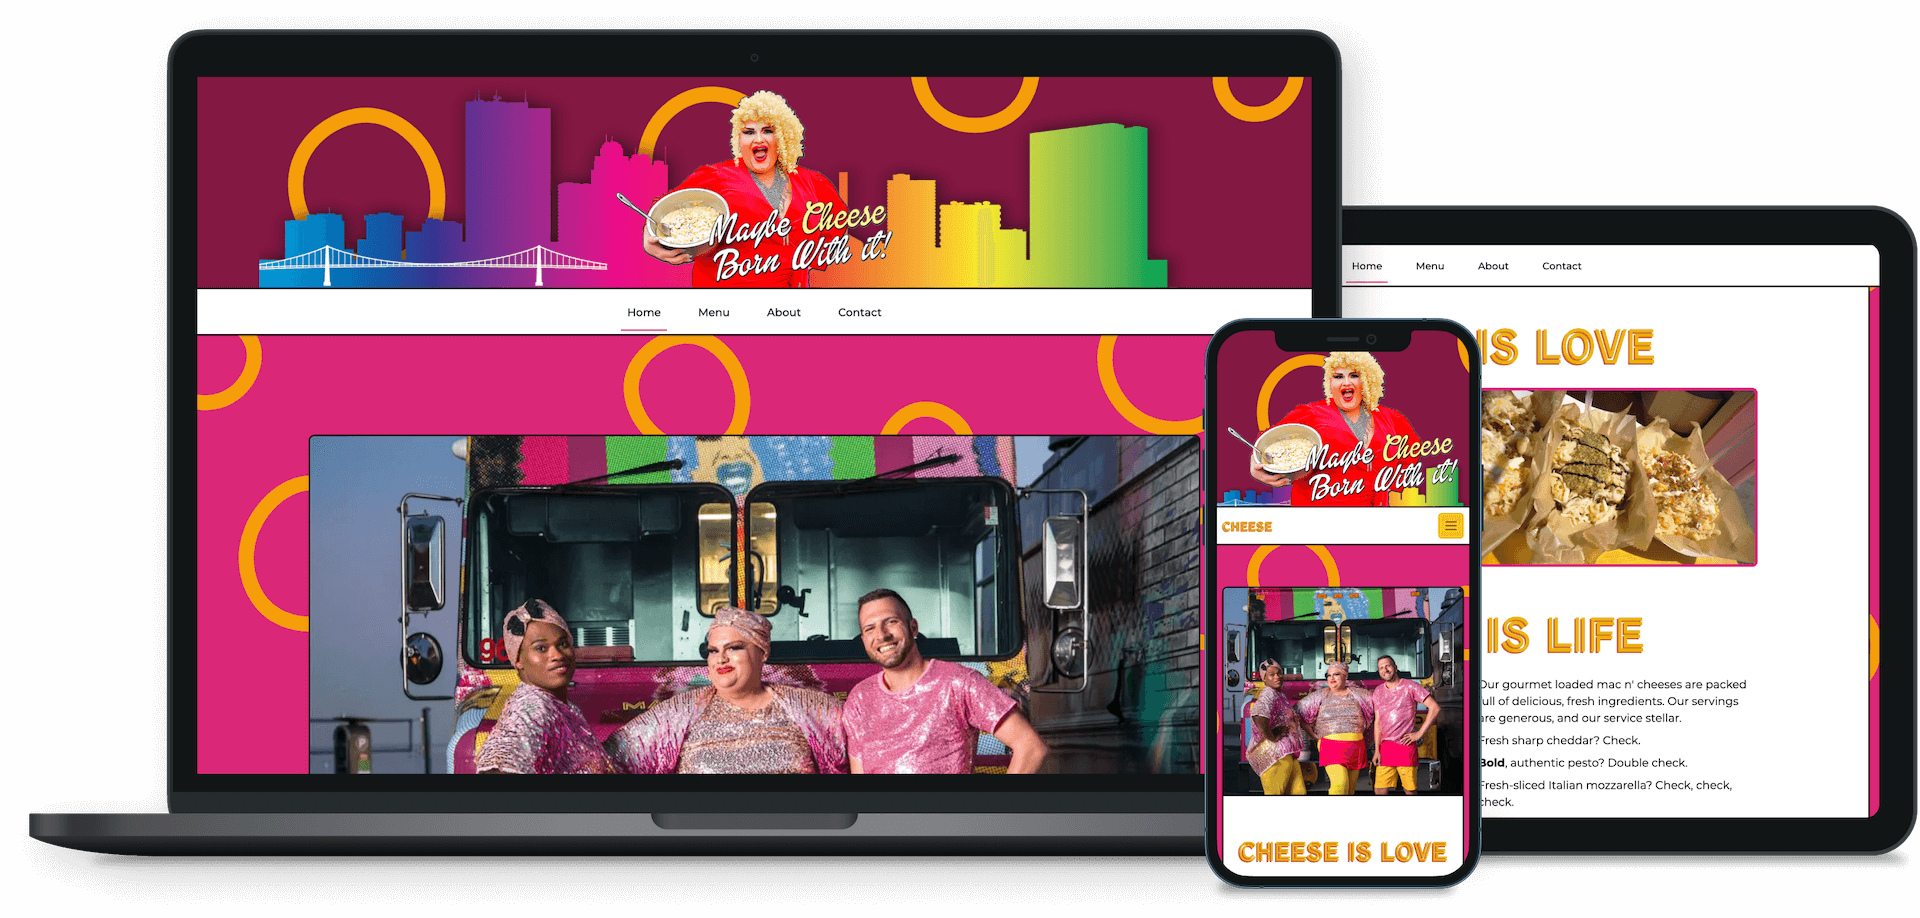 Maybe Cheese
Born With it!
Home Menu About Contact
Maybe Cheese
Born With it!
CHEESE
CHEESE IS LOVE
Home Menu About Contact
IS LOVE
IS LIFE
Our gourmet loaded mac n' cheeses are packed
full of delicious, fresh ingredients. Our servings
are generous, and our service stellar.
Fresh sharp cheddar? Check.
Bold, authentic pesto? Double check.
Fresh-sliced Italian mozzarella? Check, check,
check.